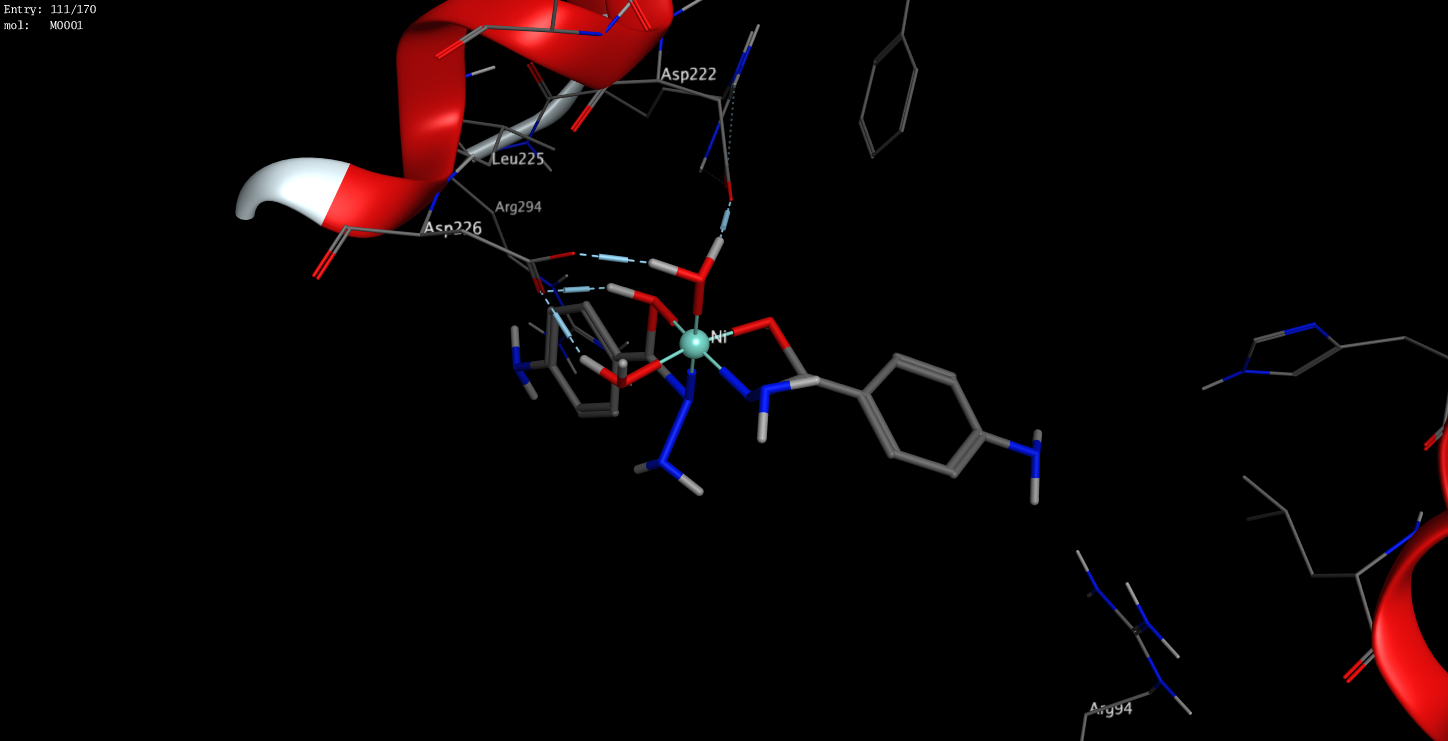 Entry: 111/170
mol: M0001
Asp222
Leu225
Arg294
Asp226
Ni
Arg94